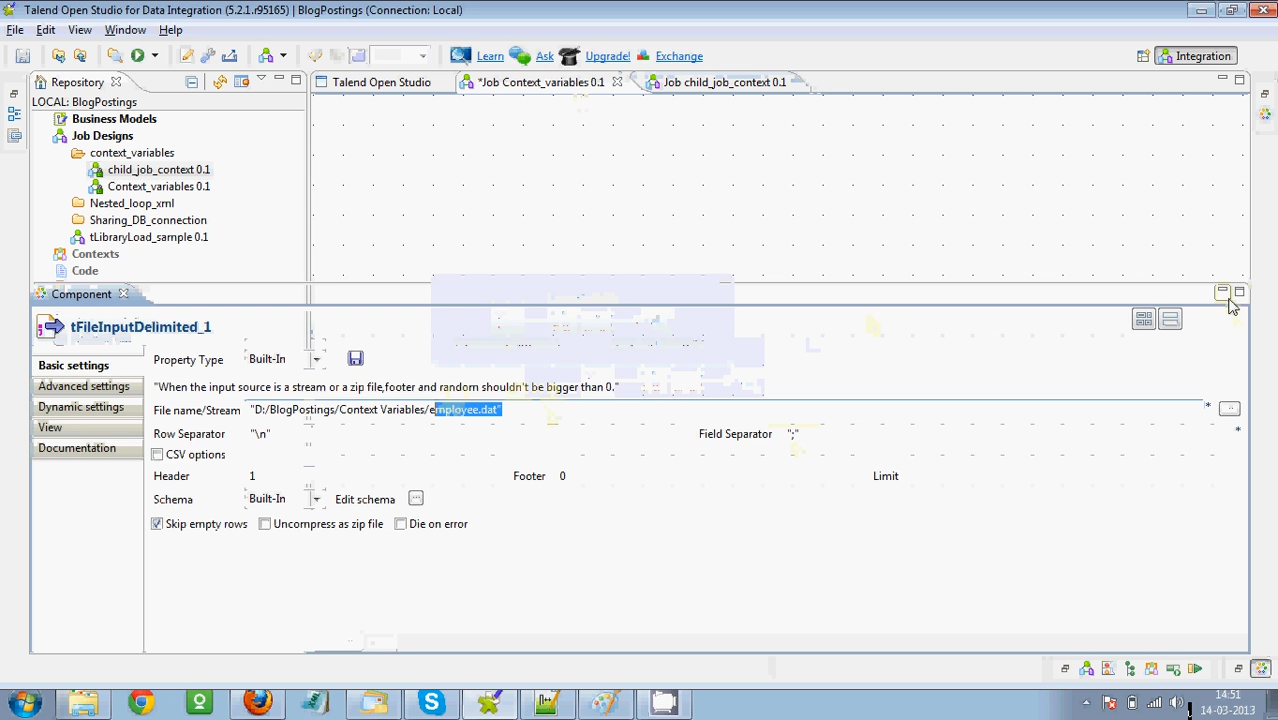 Talend Open Studio for Data Integration (5.2.1.r95165) | BlogPostings (Connection: Local)
File Edit View Window Help
Learn Ask Upgrade! Exchange Integration
Repository
Talend Open Studio *Job Context_variables 0.1 Job child_job_context 0.1
LOCAL: BlogPostings
Business Models
Job Designs
context_variables
child_job_context 0.1
Context_variables 0.1
Nested_loop_xml
Sharing_DB_connection
tLibraryLoad_sample 0.1
Contexts
Code
Component
tFileInputDelimited_1
Basic settings
Advanced settings
Dynamic settings
View
Documentation
Property Type Built-In
"When the input source is a stream or a zip file,footer and random shouldn't be bigger than 0."
File name/Stream "D:/BlogPostings/Context Variables/employee.dat" *
Row Separator "\n" Field Separator ";" *
CSV options
Header 1 Footer 0 Limit
Schema Built-In Edit schema
Skip empty rows Uncompress as zip file Die on error
14:51
14-03-2013